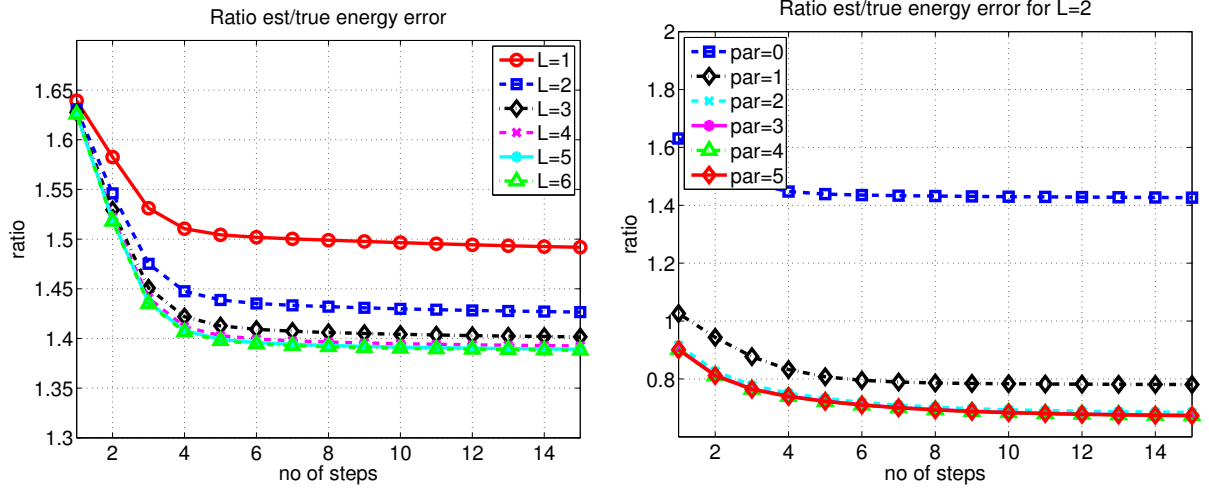 Ratio est/true energy error
L=1
L=2
L=3
L=4
L=5
L=6
1.65
1.6
1.55
1.5
1.45
1.4
1.35
1.3
ratio
2 4 6 8 10 12 14
no of steps
Ratio est/true energy error for L=2
par=0
par=1
par=2
par=3
par=4
par=5
2
1.8
1.6
1.4
1.2
1
0.8
ratio
2 4 6 8 10 12 14
no of steps